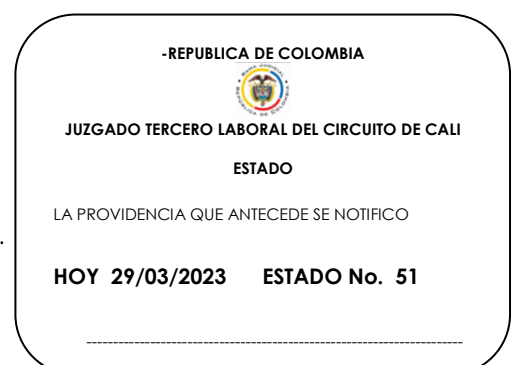 -REPUBLICA DE COLOMBIA
JUZGADO TERCERO LABORAL DEL CIRCUITO DE CALI
ESTADO
LA PROVIDENCIA QUE ANTECEDE SE NOTIFICO
.
HOY 29/03/2023 ESTADO No. 51
-----------------------------------------------------------------------